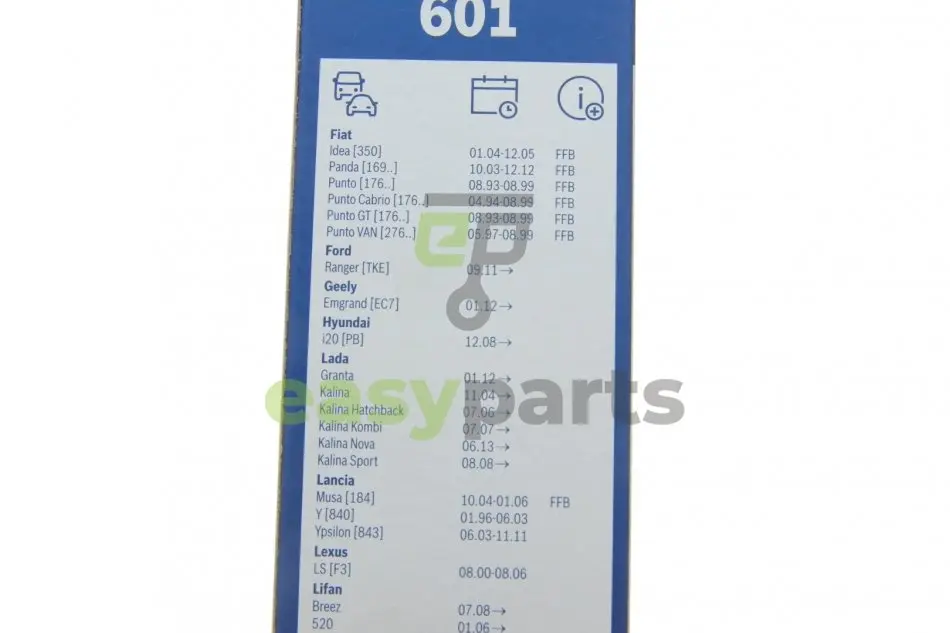 601
Fiat
Idea [350] 01.04-12.05 FFB
Panda [169..] 10.03-12.12 FFB
Punto [176..] 08.93-08.99 FFB
Punto Cabrio [176..] 04.94-08.99 FFB
Punto GT [176..] 08.93-08.99 FFB
Punto VAN [276..] 05.97-08.99 FFB
Ford
Ranger [TKE] 09.11→
Geely
Emgrand [EC7] 01.12→
Hyundai
i20 [PB] 12.08→
Lada
Granta 01.12→
Kalina 11.04→
Kalina Hatchback 07.06→
Kalina Kombi 07.07→
Kalina Nova 06.13→
Kalina Sport 08.08→
Lancia
Musa [184] 10.04-01.06 FFB
Y [840] 01.96-06.03
Ypsilon [843] 06.03-11.11
Lexus
LS [F3] 08.00-08.06
Lifan
Breez 07.08→
520 01.06→
ep
easyparts